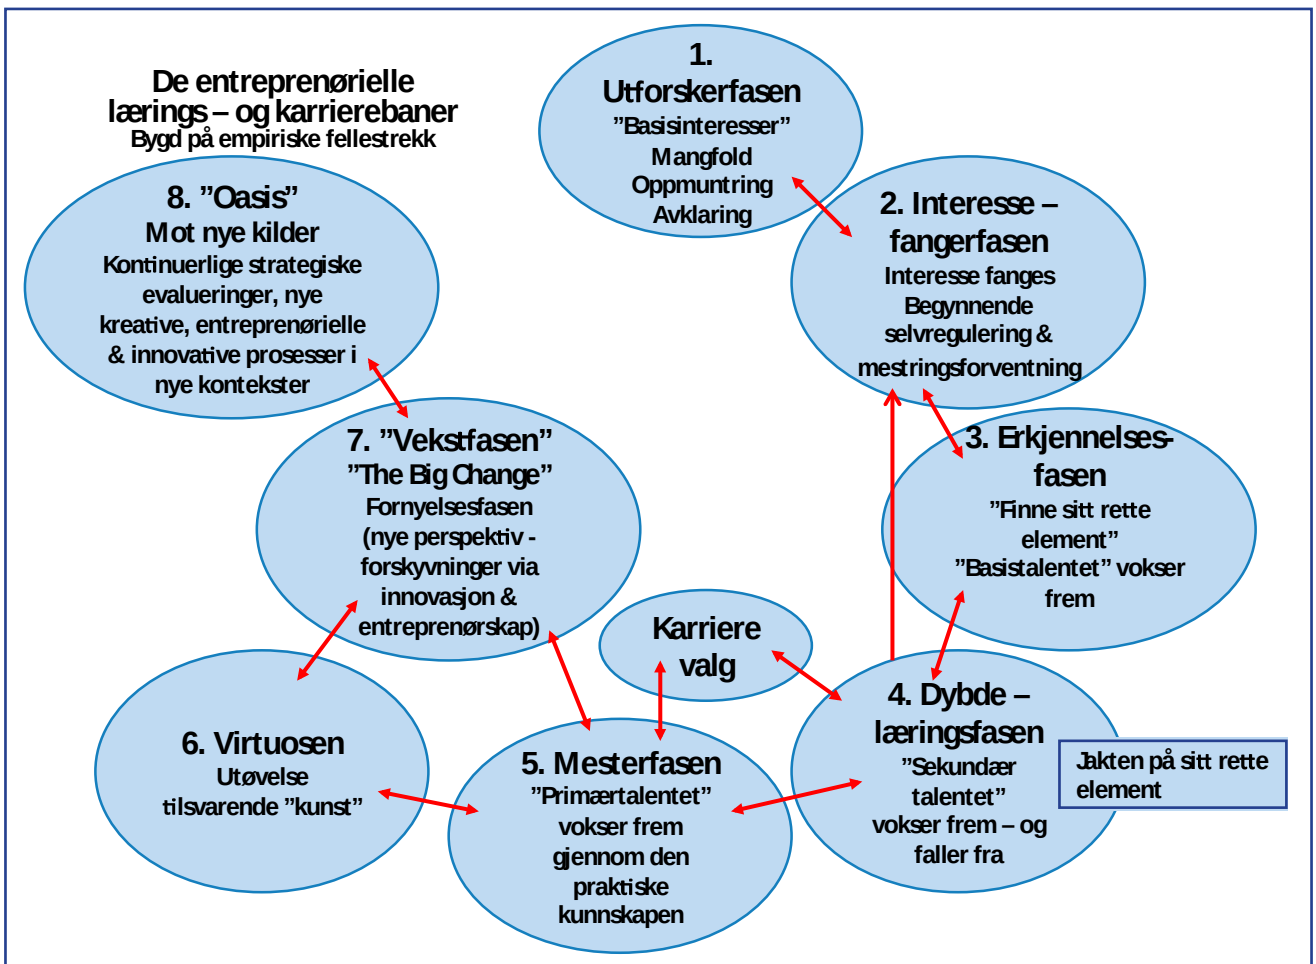 De entreprenørielle
lærings – og karrierebaner
Bygd på empiriske fellestrekk
1.
Utforskerfasen
”Basisinteresser”
Mangfold
Oppmuntring
Avklaring
2. Interesse –
fangerfasen
Interesse fanges
Begynnende
selvregulering &
mestringsforventning
3. Erkjennelses-
fasen
”Finne sitt rette
element”
”Basistalentet” vokser
frem
4. Dybde –
læringsfasen
”Sekundær
talentet”
vokser frem – og
faller fra
Jakten på sitt rette
element
Karriere
valg
5. Mesterfasen
”Primærtalentet”
vokser frem
gjennom den
praktiske
kunnskapen
6. Virtuosen
Utøvelse
tilsvarende ”kunst”
7. ”Vekstfasen”
”The Big Change”
Fornyelsesfasen
(nye perspektiv -
forskyvninger via
innovasjon &
entreprenørskap)
8. ”Oasis”
Mot nye kilder
Kontinuerlige strategiske
evalueringer, nye
kreative, entreprenørielle
& innovative prosesser i
nye kontekster